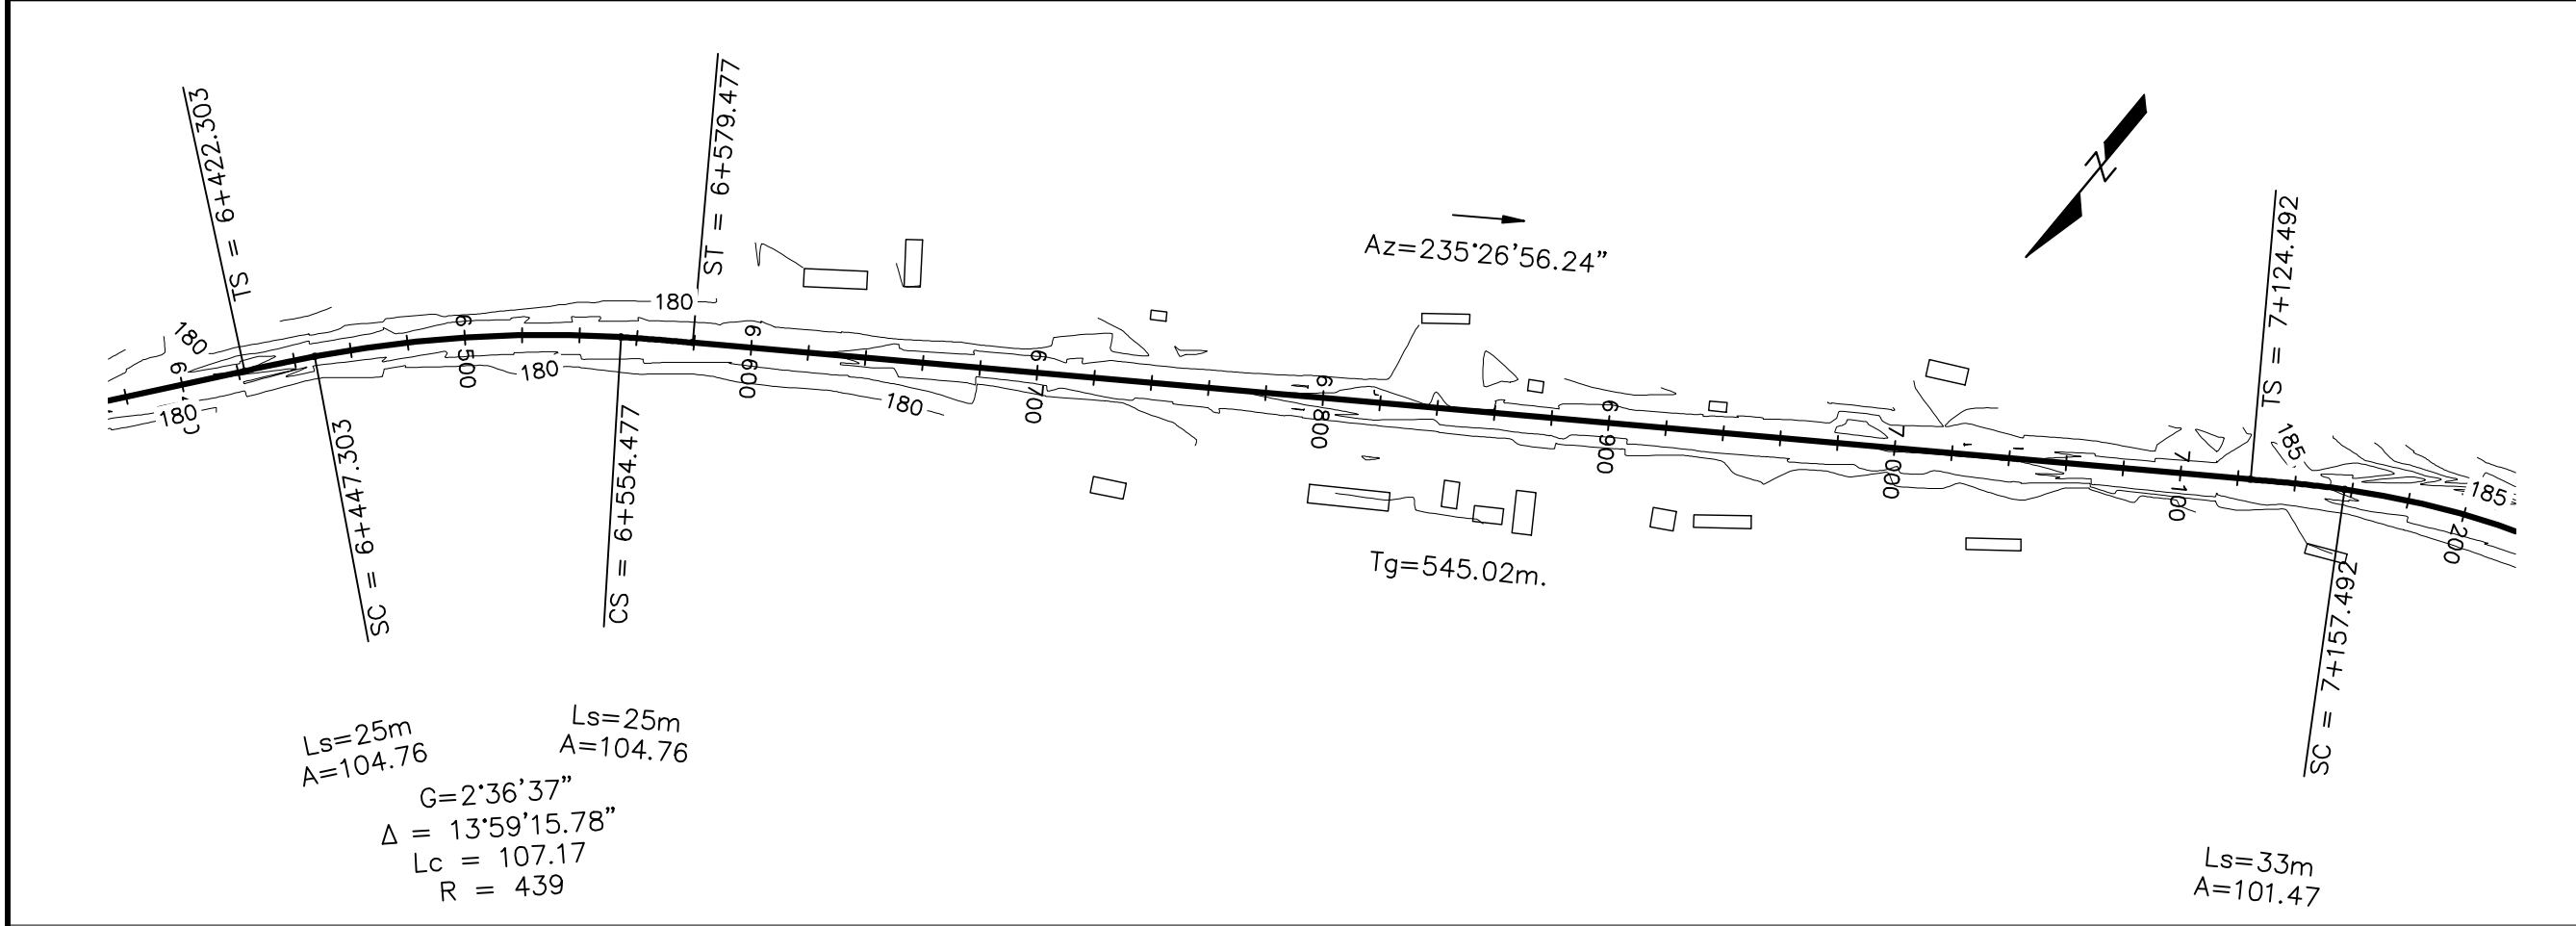 TS = 6+422.303
ST = 6+579.477
Az=235°26'56.24"
N
TS = 7+124.492
180
180
180
180
180
185
185
6
6
500
6
600
6
700
6
800
6
900
7
000
7
100
200
SC = 6+447.303
CS = 6+554.477
Tg=545.02m.
SC = 7+157.492
Ls=25m
A=104.76
Ls=25m
A=104.76
G=2°36'37"
Δ = 13°59'15.78"
Lc = 107.17
R = 439
Ls=33m
A=101.47